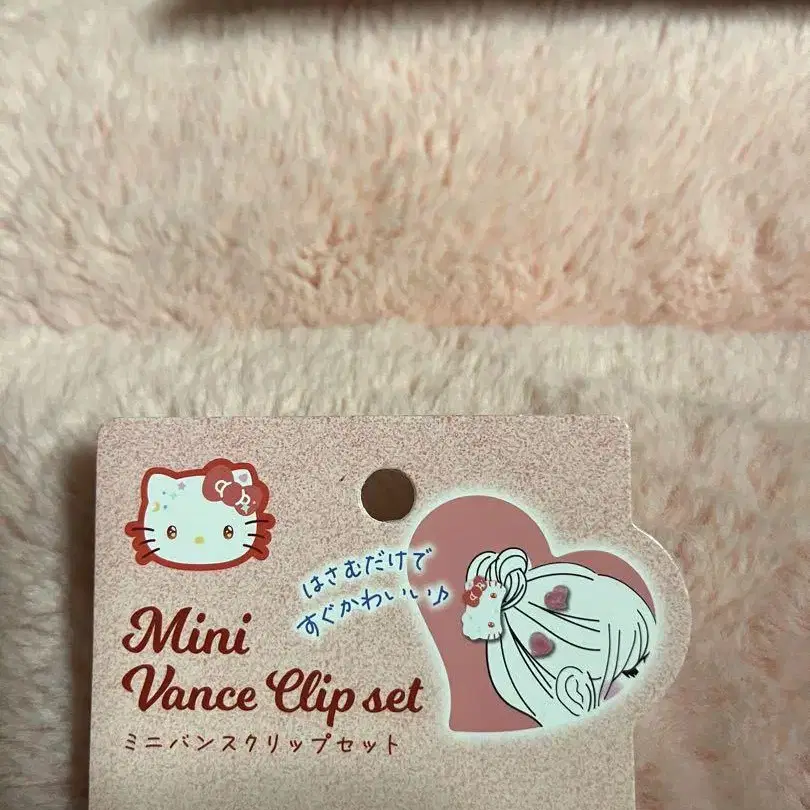 はさむだけで
すぐかわいい♪
Mini
Vance Clip set
ミニバンスクリップセット